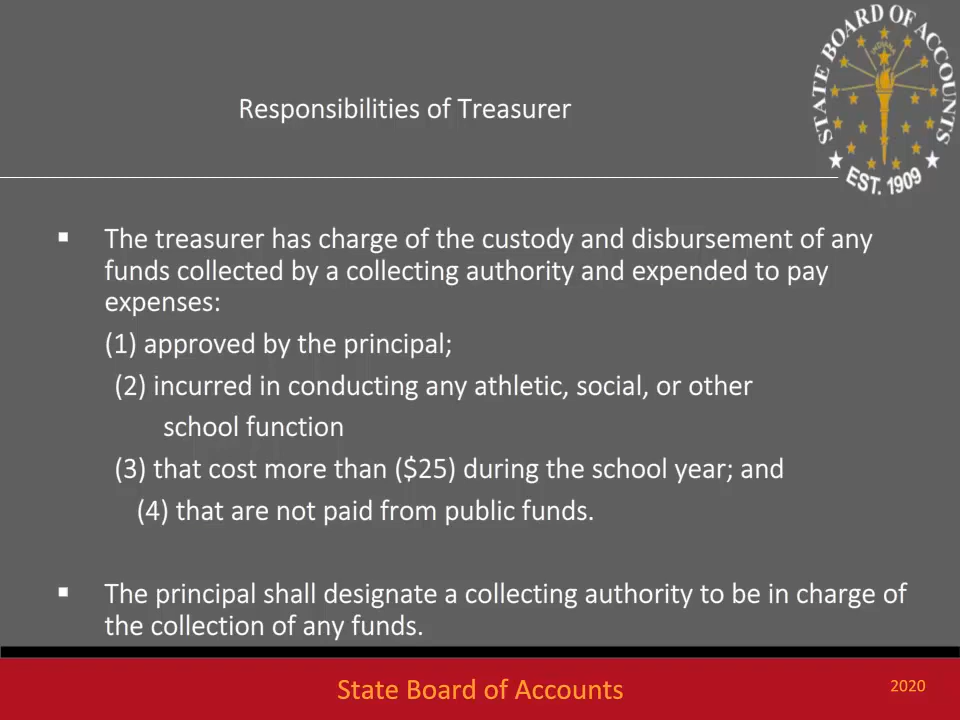 STATE BOARD OF ACCOUNTS
INDIANA
EST. 1909
Responsibilities of Treasurer
▪ The treasurer has charge of the custody and disbursement of any
funds collected by a collecting authority and expended to pay
expenses:
(1) approved by the principal;
(2) incurred in conducting any athletic, social, or other
school function
(3) that cost more than ($25) during the school year; and
(4) that are not paid from public funds.
▪ The principal shall designate a collecting authority to be in charge of
the collection of any funds.
State Board of Accounts
2020